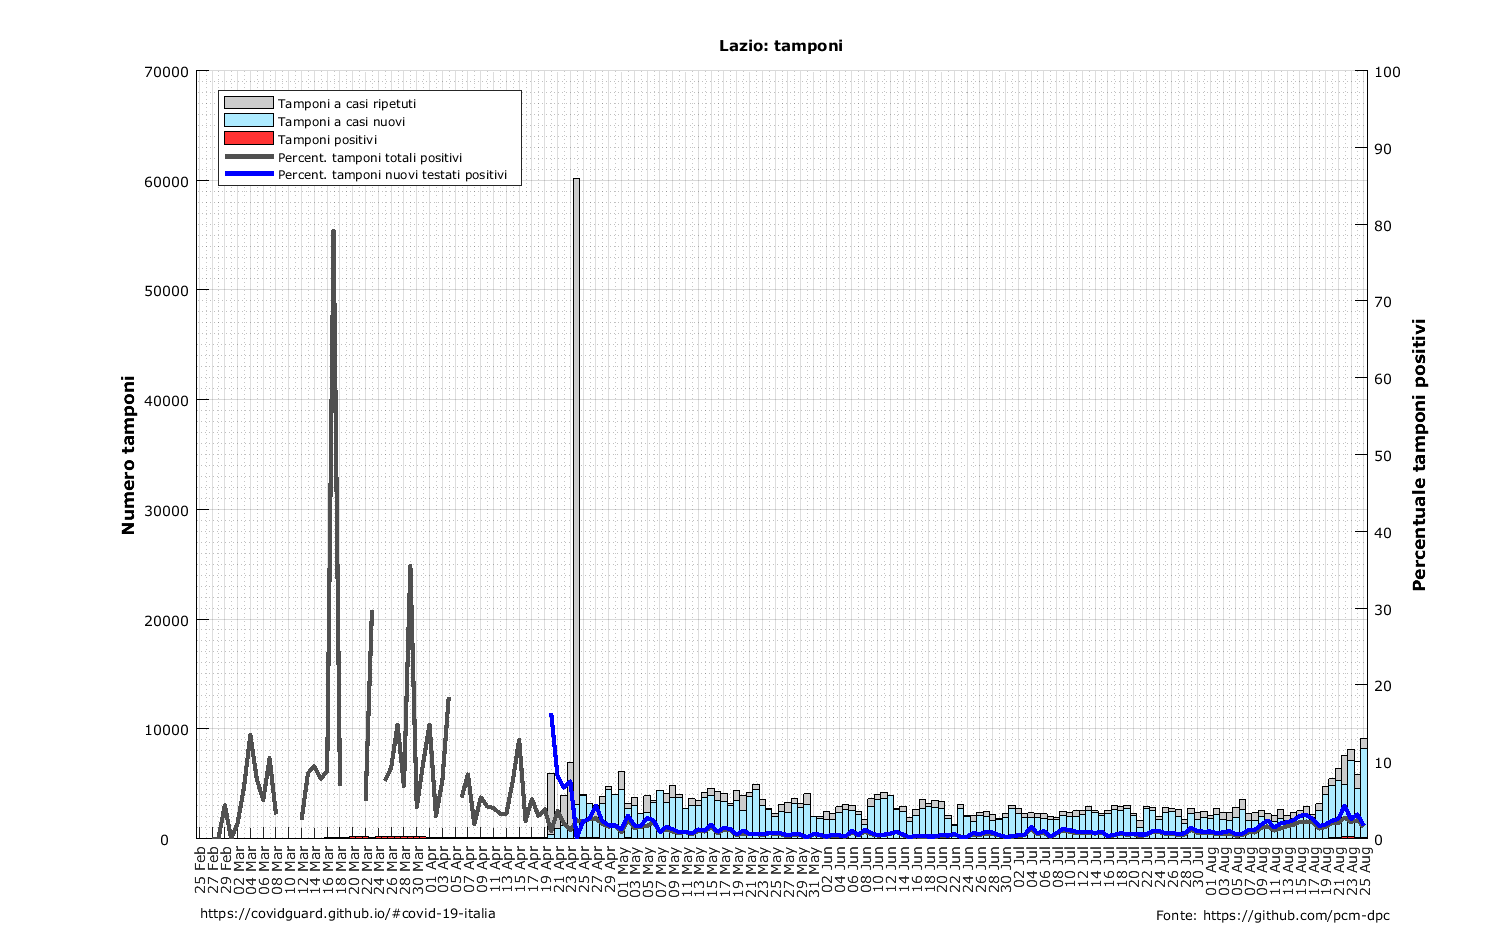 Lazio: tamponi
70000
60000
50000
40000
30000
20000
10000
0
Numero tamponi
Tamponi a casi ripetuti
Tamponi a casi nuovi
Tamponi positivi
Percent. tamponi totali positivi
Percent. tamponi nuovi testati positivi
100
90
80
70
60
50
40
30
20
10
0
Percentuale tamponi positivi
25 Feb
27 Feb
29 Feb
02 Mar
04 Mar
06 Mar
08 Mar
10 Mar
12 Mar
14 Mar
16 Mar
18 Mar
20 Mar
22 Mar
24 Mar
26 Mar
28 Mar
30 Mar
01 Apr
03 Apr
05 Apr
07 Apr
09 Apr
11 Apr
13 Apr
15 Apr
17 Apr
19 Apr
21 Apr
23 Apr
25 Apr
27 Apr
29 Apr
01 May
03 May
05 May
07 May
09 May
11 May
13 May
15 May
17 May
19 May
21 May
23 May
25 May
27 May
29 May
31 May
02 Jun
04 Jun
06 Jun
08 Jun
10 Jun
12 Jun
14 Jun
16 Jun
18 Jun
20 Jun
22 Jun
24 Jun
26 Jun
28 Jun
30 Jun
02 Jul
04 Jul
06 Jul
08 Jul
10 Jul
12 Jul
14 Jul
16 Jul
18 Jul
20 Jul
22 Jul
24 Jul
26 Jul
28 Jul
30 Jul
01 Aug
03 Aug
05 Aug
07 Aug
09 Aug
11 Aug
13 Aug
15 Aug
17 Aug
19 Aug
21 Aug
23 Aug
25 Aug
https://covidguard.github.io/#covid-19-italia
Fonte: https://github.com/pcm-dpc